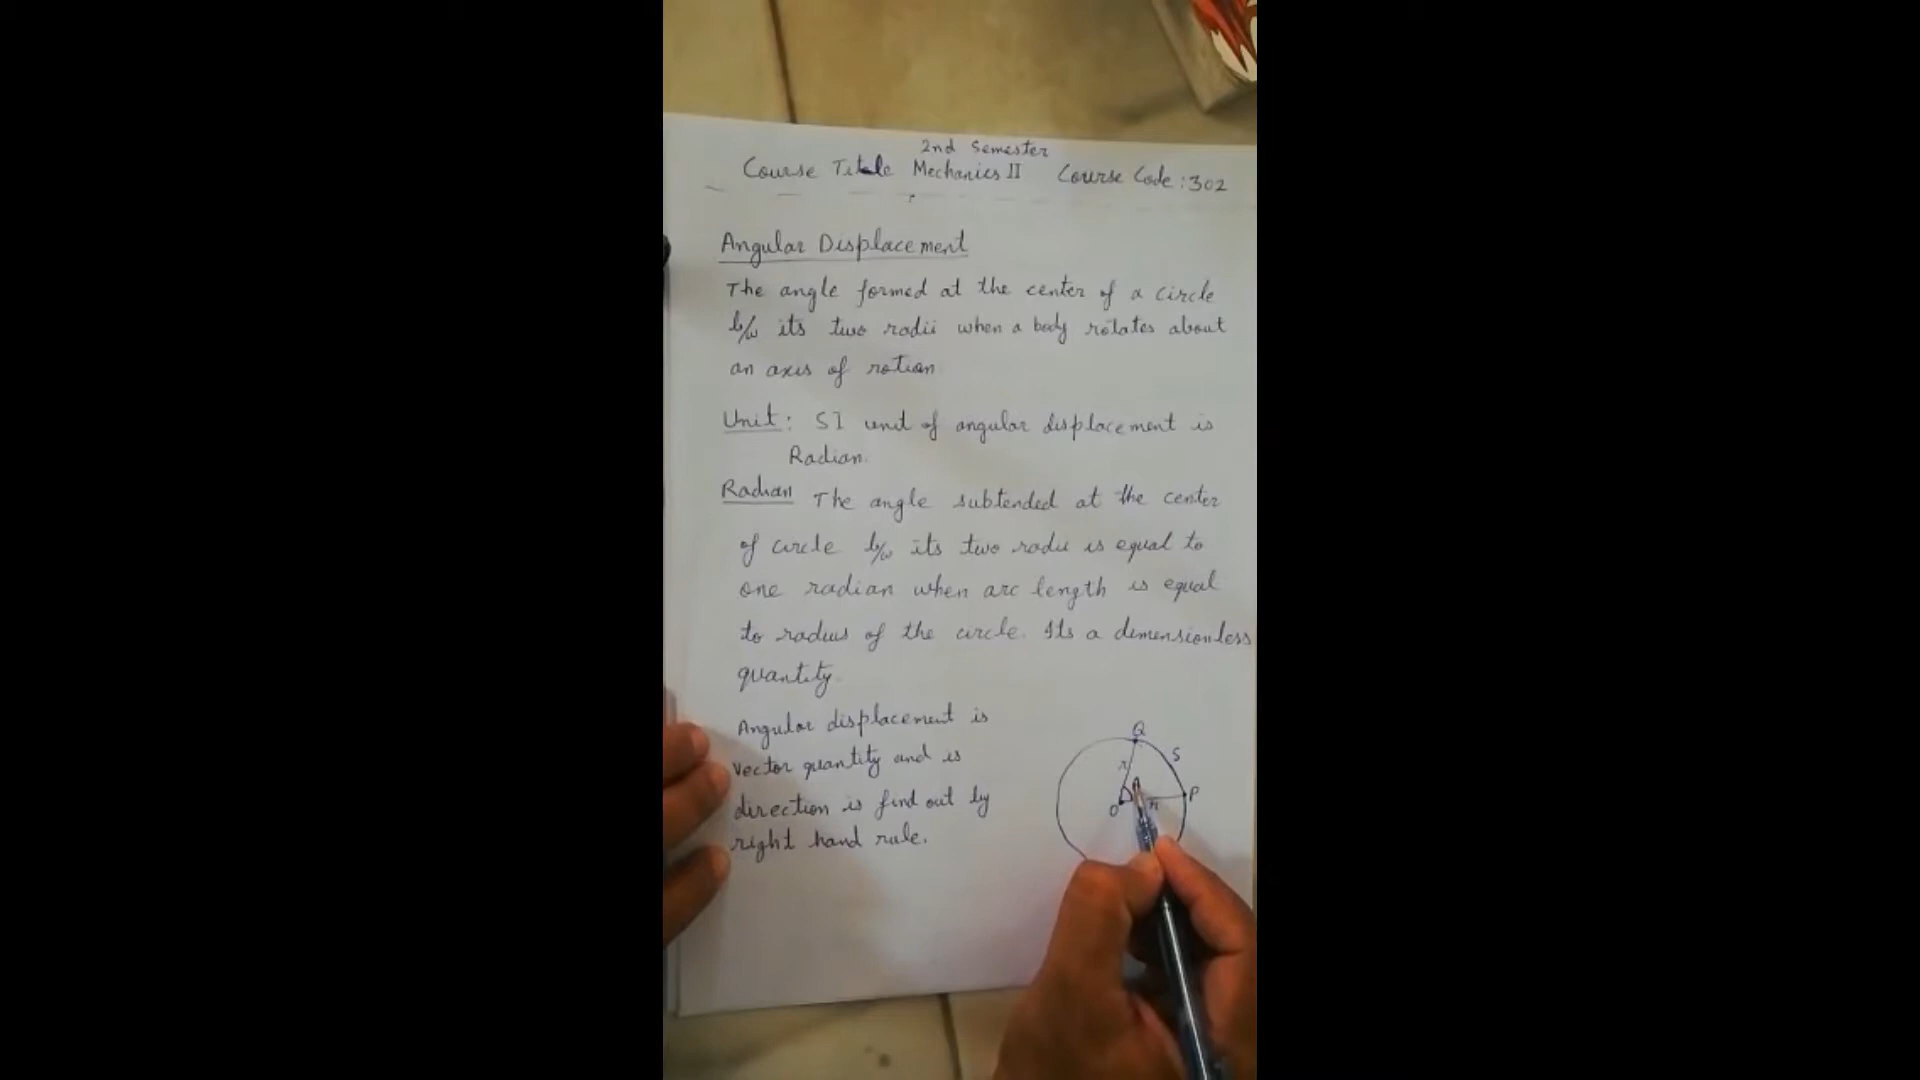 2nd Semester
Course Titale Mechanics II Course Code : 302
Angular Displacement
The angle formed at the center of a circle
b/w its two radii when a body rotates about
an axis of rotian
Unit : SI unit of angular displacement is
Radian.
Radian The angle subtended at the center
of circle b/w its two radii is equal to
one radian when arc length is equal
to radius of the circle. Its a dimensionless
quantity.
Angular displacement is
Vector quantity and is
direction is find out by
right hand rule.
Q
S
r
P
O
r